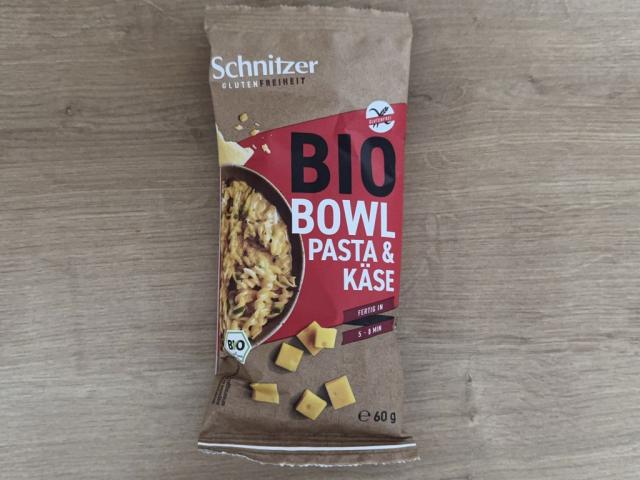 Schnitzer
GLUTENFREIHEIT
GLUTENFREI
BIO
BOWL
PASTA &
KÄSE
FERTIG IN
5 - 8 MIN
BIO
℮ 60 g